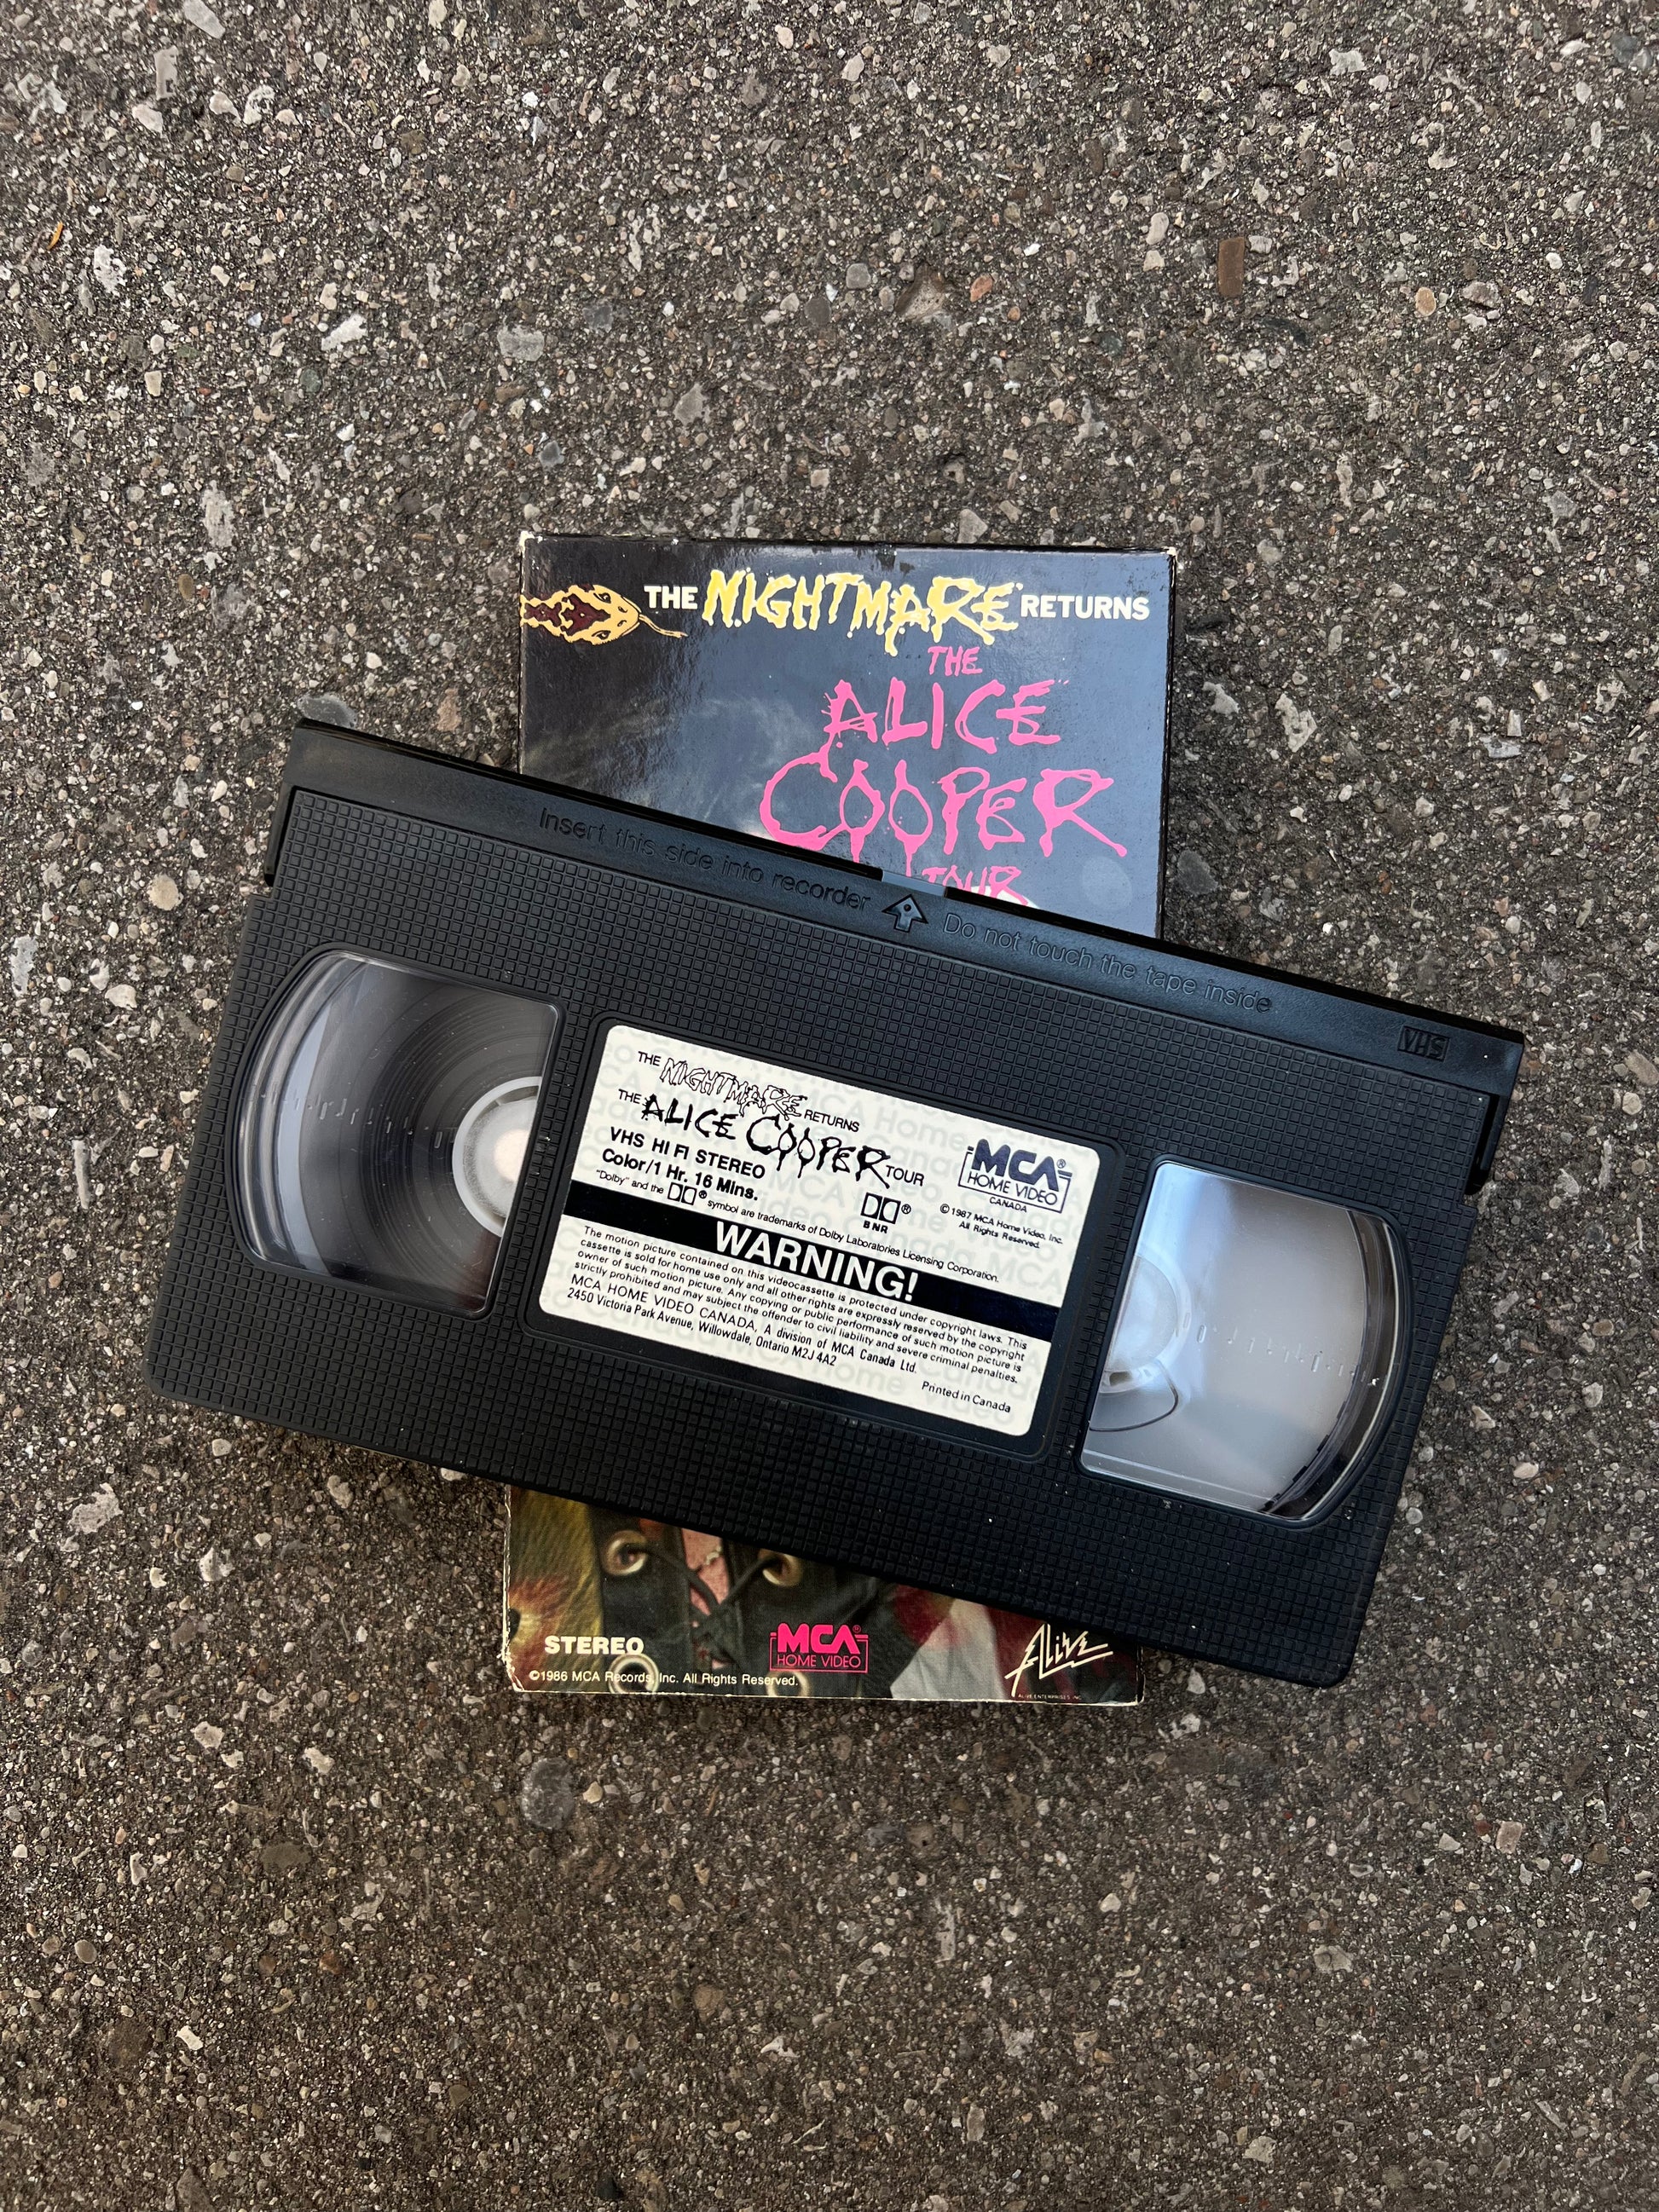 THE NIGHTMARE RETURNS
THE
ALICE
COOPER
TOUR
Insert this side into recorder Do not touch the tape inside
VHS
THE NIGHTMARE RETURNS
THE ALICE COOPER TOUR
VHS HI FI STEREO
Color/1 Hr. 16 Mins.
"Dolby" and the ® symbol are trademarks of Dolby Laboratories Licensing Corporation.
®
B NR
MCA®
HOME VIDEO
CANADA
©1987 MCA Home Video, Inc.
All Rights Reserved.
WARNING!
The motion picture contained on this videocassette is protected under copyright laws. This
cassette is sold for home use only and all other rights are expressly reserved by the copyright
owner of such motion picture. Any copying or public performance of such motion picture is
strictly prohibited and may subject the offender to civil liability and severe criminal penalties.
MCA HOME VIDEO CANADA, A division of MCA Canada Ltd.
2450 Victoria Park Avenue, Willowdale, Ontario M2J 4A2
Printed in Canada
STEREO
©1986 MCA Records, Inc. All Rights Reserved.
MCA®
HOME VIDEO
Alive
ALIVE ENTERPRISES INC.